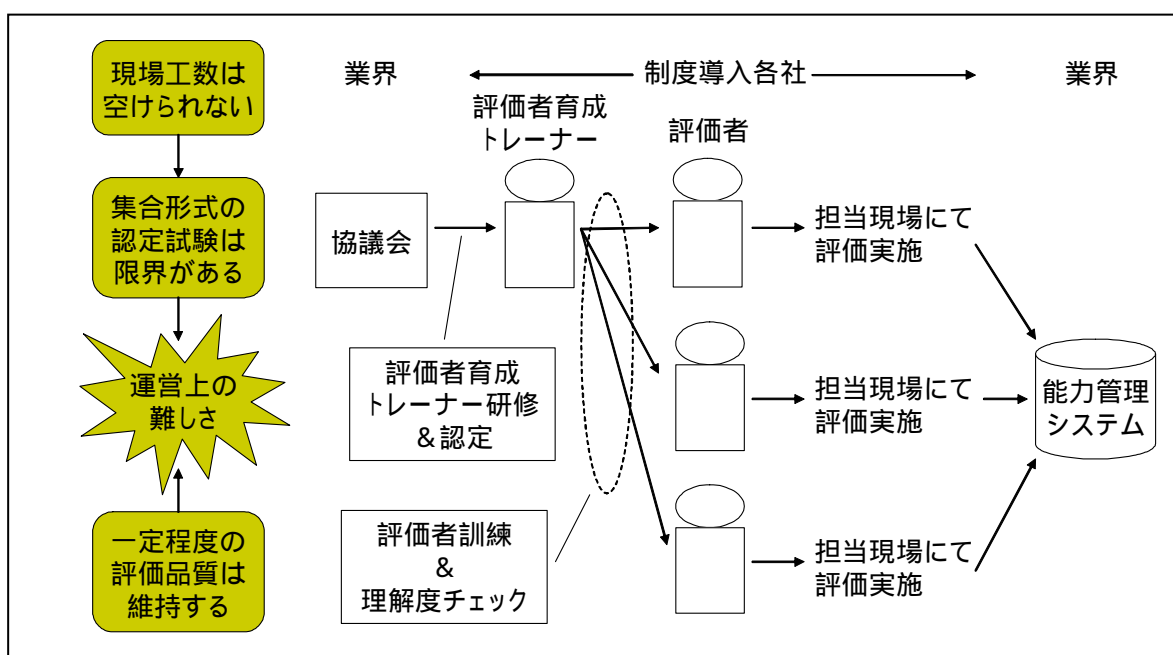 現場工数は
空けられない
集合形式の
認定試験は
限界がある
運営上の
難しさ
一定程度の
評価品質は
維持する
業界
制度導入各社
業界
評価者育成
トレーナー
評価者
協議会
担当現場にて
評価実施
評価者育成
トレーナー研修
&認定
担当現場にて
評価実施
能力管理
システム
評価者訓練
&
理解度チェック
担当現場にて
評価実施